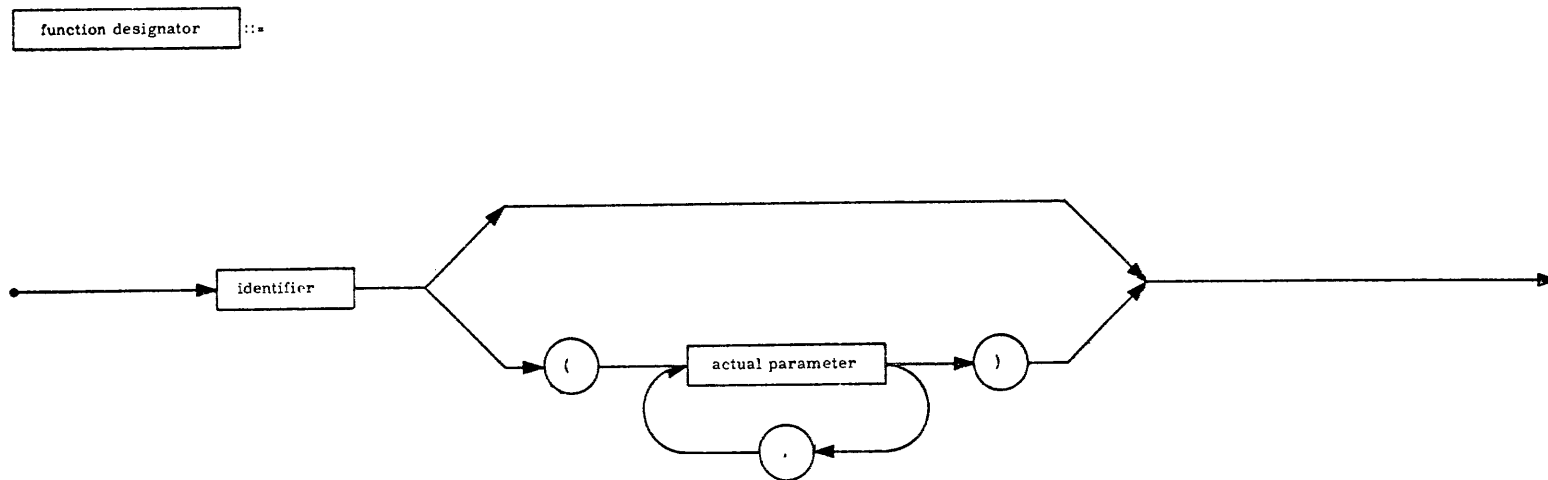 function designator ::=
identifier
( actual parameter )
,